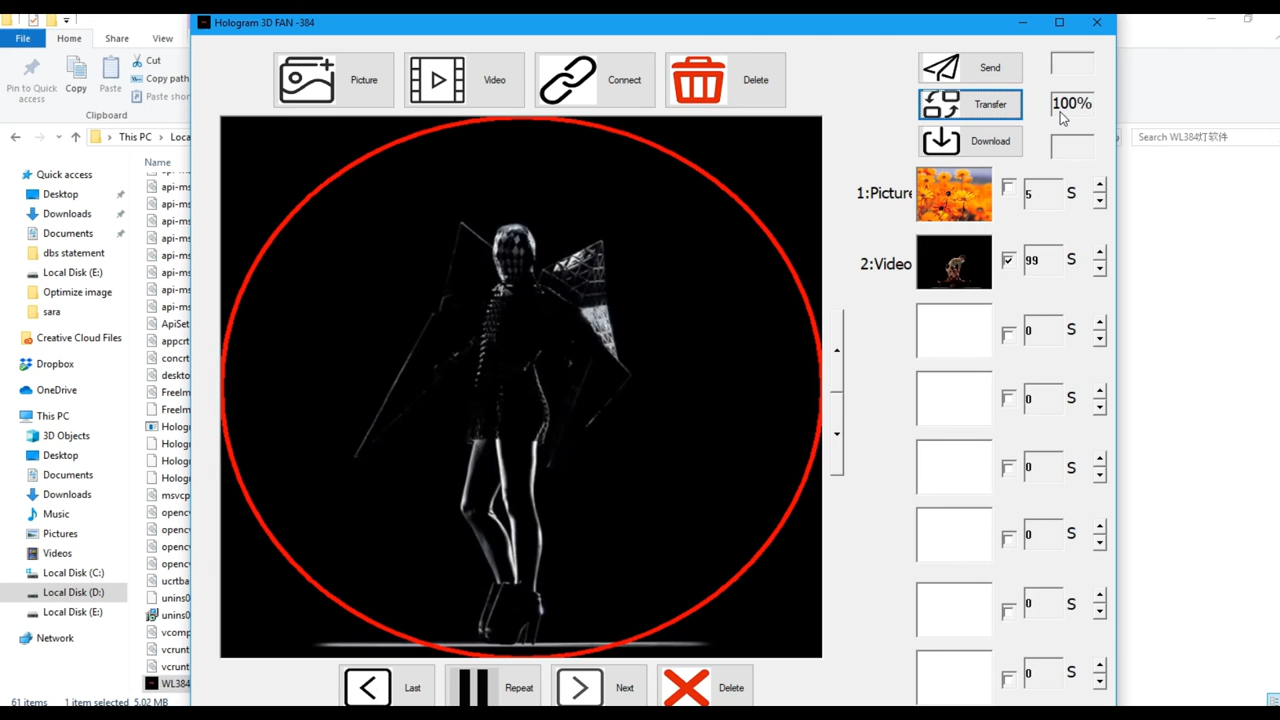 Hologram 3D FAN -384
File
Home
Share
View
Pin to Quick
access
Copy
Paste
Cut
Copy path
Paste shor
Clipboard
This PC
Loca
Search WL384灯软件
Quick access
Desktop
Downloads
Documents
dbs statement
Local Disk (E:)
Optimize image
sara
Creative Cloud Files
Dropbox
OneDrive
This PC
3D Objects
Desktop
Documents
Downloads
Music
Pictures
Videos
Local Disk (C:)
Local Disk (D:)
Local Disk (E:)
Network
Name
api-ms
api-ms
api-ms
api-ms
api-ms
api-ms
api-ms
api-ms
ApiSet
appcrt
concrt
deskto
FreeIm
FreeIm
Holog
Holog
Holog
Holog
msvcp
opencv
opencv
opencv
opencv
ucrtba
unins0
unins0
vcomp
vcrunt
vcrunt
WL384
61 items
1 item selected 5.02 MB
Picture
Video
Connect
Delete
Send
Transfer
100%
Download
1:Picture
5
S
2:Video
99
S
0
S
0
S
0
S
0
S
0
S
0
S
Last
Repeat
Next
Delete